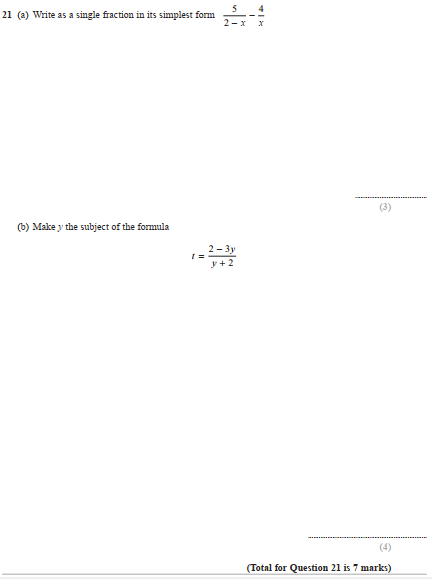 21 (a) Write as a single fraction in its simplest form 5/(2 – x) – 4/x
(3)
(b) Make y the subject of the formula
t = (2 – 3y)/(y + 2)
(4)
(Total for Question 21 is 7 marks)